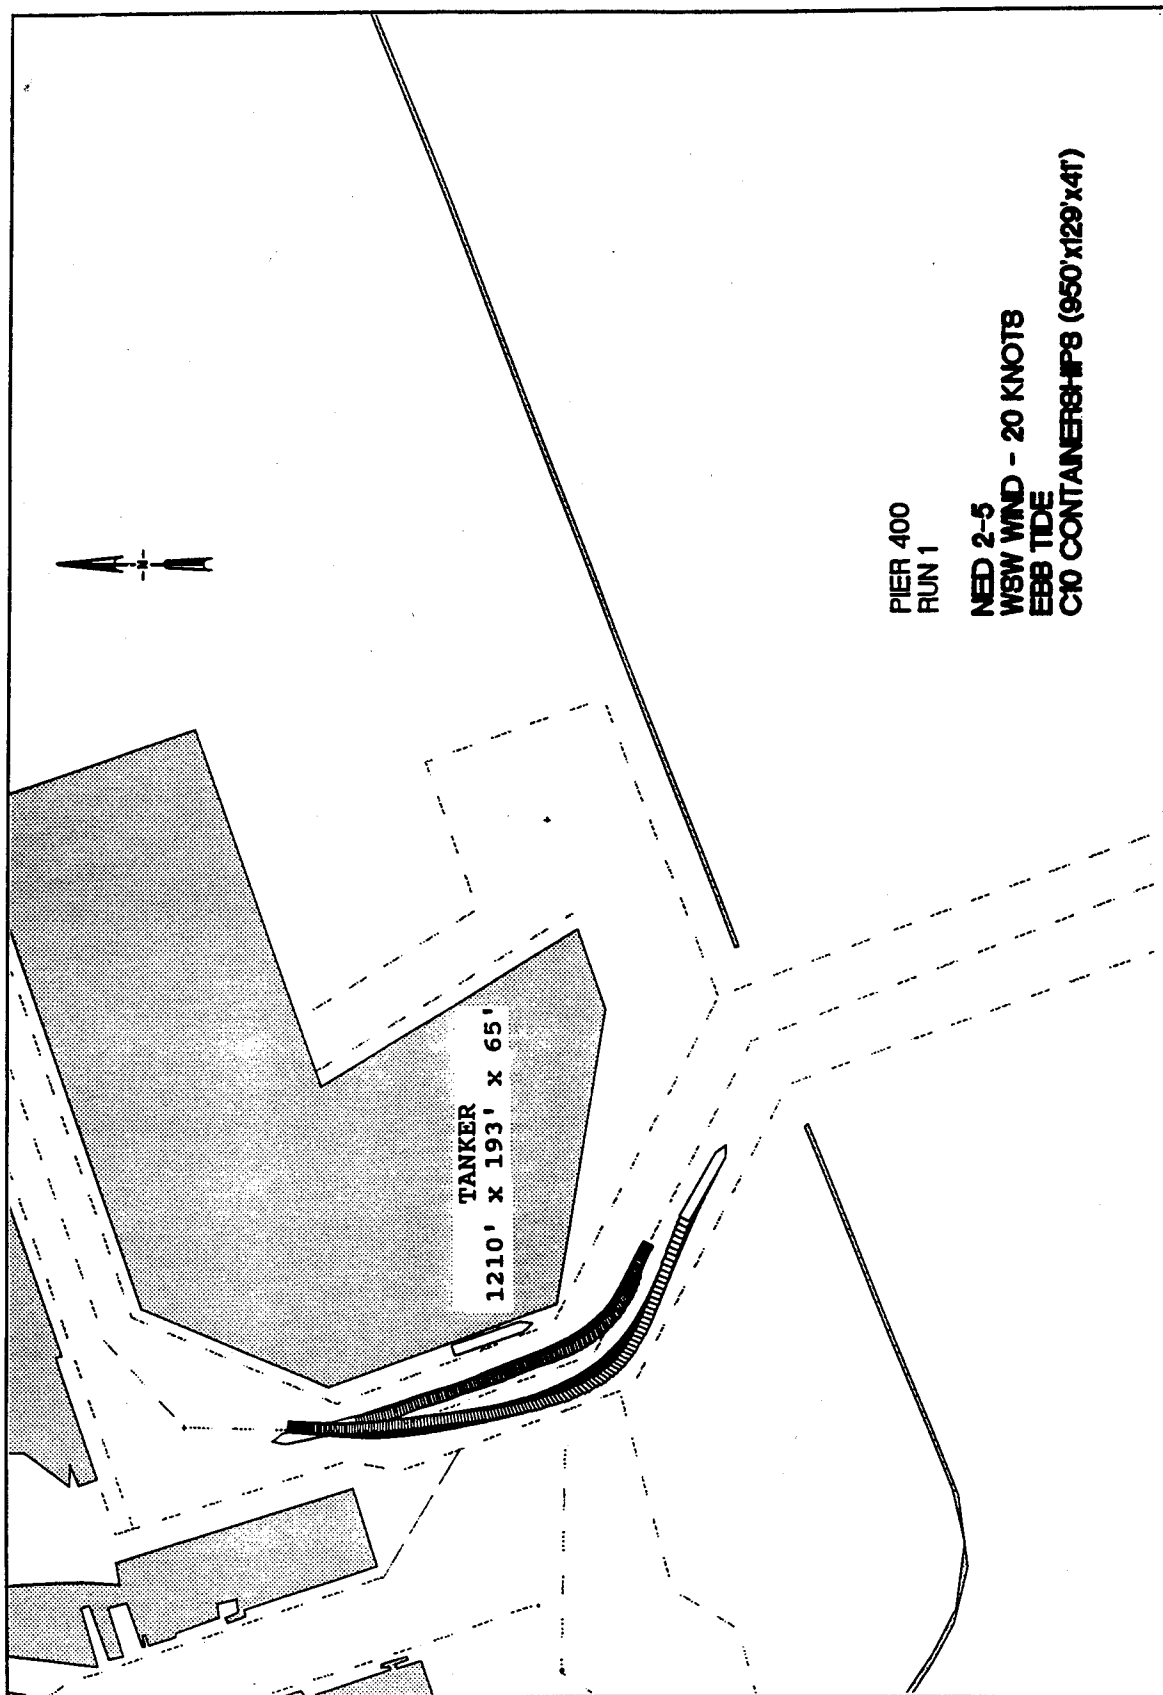 TANKER
1210' x 193' x 65'
PIER 400
RUN 1
NED 2-5
WSW WIND - 20 KNOTS
EBB TIDE
C10 CONTAINERSHIPS (950'x129'x41')
N